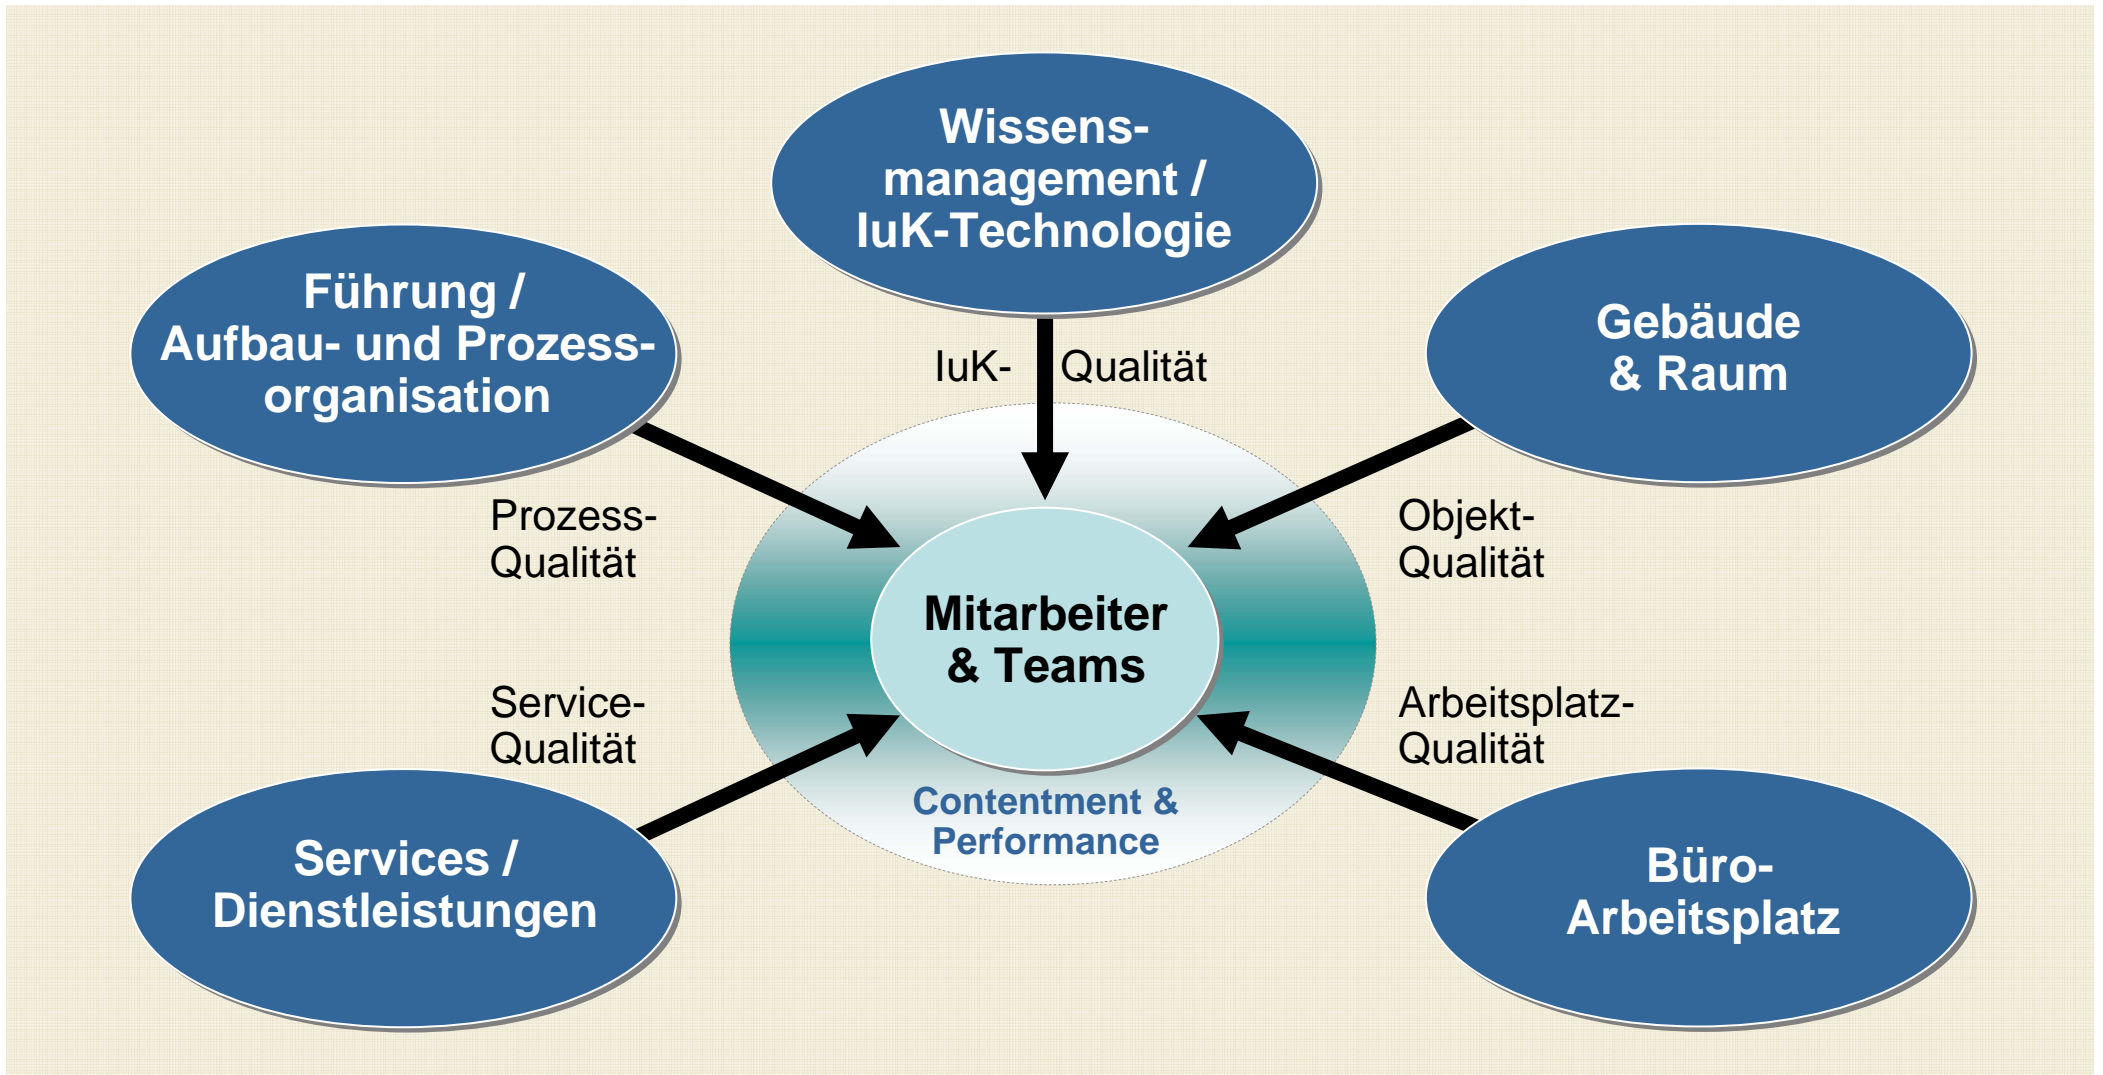 Wissens-
management /
IuK-Technologie
Führung /
Aufbau- und Prozess-
organisation
Gebäude
& Raum
IuK- Qualität
Prozess-
Qualität
Objekt-
Qualität
Mitarbeiter
& Teams
Service-
Qualität
Arbeitsplatz-
Qualität
Contentment &
Performance
Services /
Dienstleistungen
Büro-
Arbeitsplatz